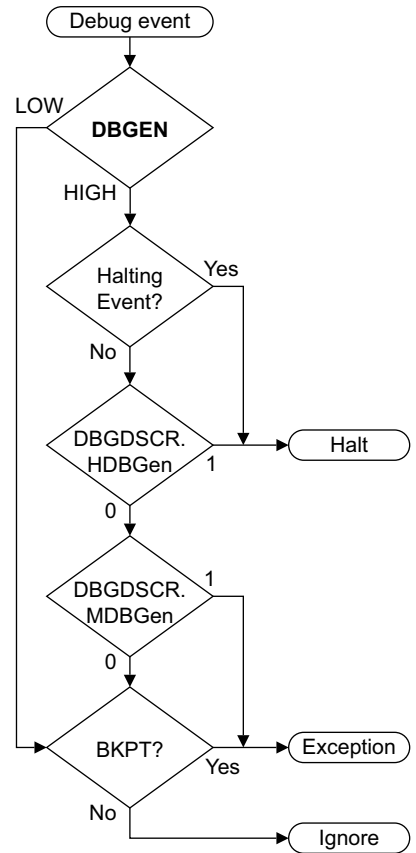 Debug event
LOW
DBGEN
HIGH
Halting
Event?
Yes
No
DBGDSCR.
HDBGen
1
Halt
0
DBGDSCR.
MDBGen
1
0
BKPT?
Yes
Exception
No
Ignore